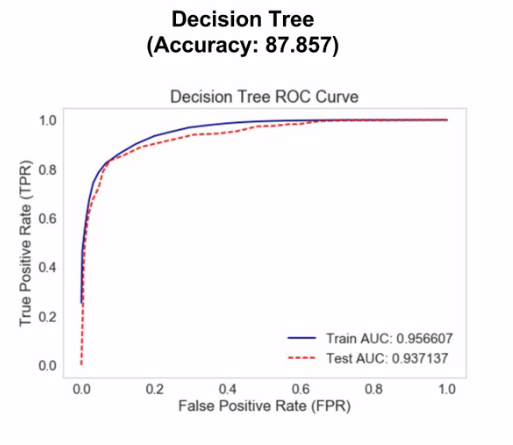 Decision Tree
(Accuracy: 87.857)
Decision Tree ROC Curve
1.0
0.8
0.6
0.4
0.2
0.0
True Positive Rate (TPR)
Train AUC: 0.956607
Test AUC: 0.937137
0.0 0.2 0.4 0.6 0.8 1.0
False Positive Rate (FPR)